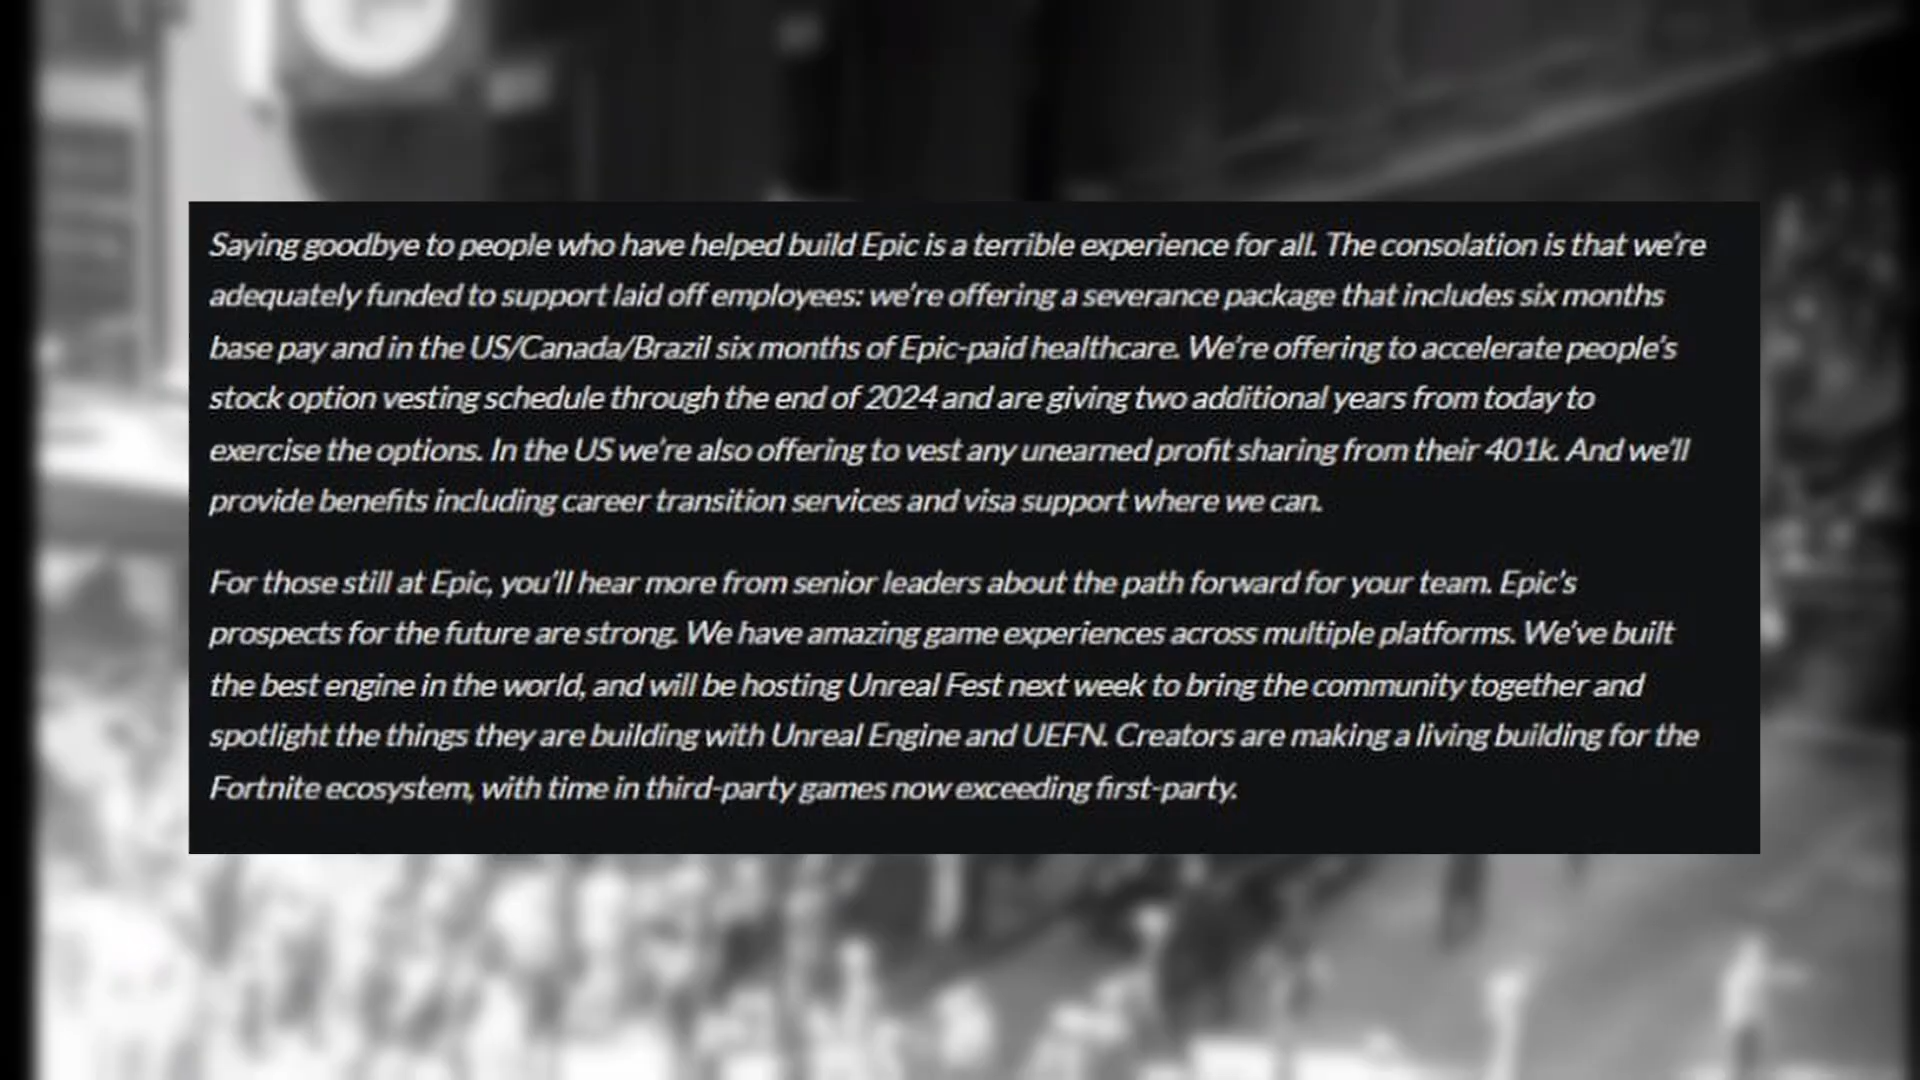 Saying goodbye to people who have helped build Epic is a terrible experience for all. The consolation is that we're
adequately funded to support laid off employees: we're offering a severance package that includes six months
base pay and in the US/Canada/Brazil six months of Epic-paid healthcare. We're offering to accelerate people's
stock option vesting schedule through the end of 2024 and are giving two additional years from today to
exercise the options. In the US we're also offering to vest any unearned profit sharing from their 401k. And we'll
provide benefits including career transition services and visa support where we can.
For those still at Epic, you'll hear more from senior leaders about the path forward for your team. Epic's
prospects for the future are strong. We have amazing game experiences across multiple platforms. We've built
the best engine in the world, and will be hosting Unreal Fest next week to bring the community together and
spotlight the things they are building with Unreal Engine and UEFN. Creators are making a living building for the
Fortnite ecosystem, with time in third-party games now exceeding first-party.